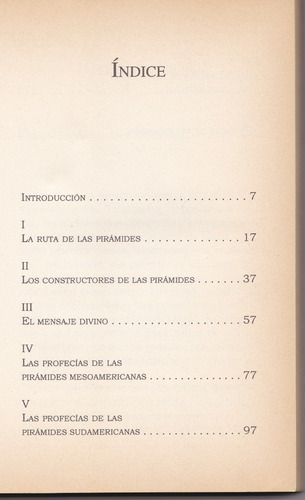 ÍNDICE
INTRODUCCIÓN . . . . . . . . . . . . . . . . . . . . . . . 7
I
LA RUTA DE LAS PIRÁMIDES . . . . . . . . . . . . . . . 17
II
LOS CONSTRUCTORES DE LAS PIRÁMIDES . . . . . . . 37
III
EL MENSAJE DIVINO . . . . . . . . . . . . . . . . . . . . 57
IV
LAS PROFECÍAS DE LAS
PIRÁMIDES MESOAMERICANAS . . . . . . . . . . . . . . 77
V
LAS PROFECÍAS DE LAS
PIRÁMIDES SUDAMERICANAS . . . . . . . . . . . . . . . 97